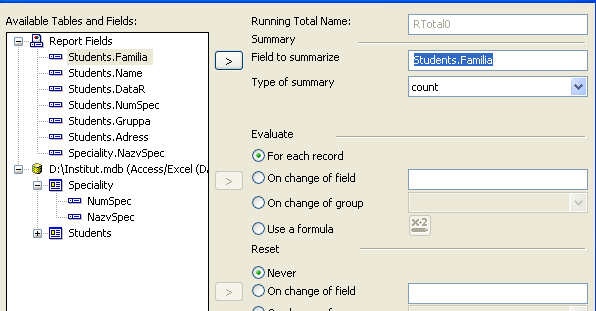 Available Tables and Fields:
Report Fields
Students.Familia
Students.Name
Students.DataR
Students.NumSpec
Students.Gruppa
Students.Adress
Speciality.NazvSpec
D:\Institut.mdb (Access/Excel (D
Speciality
NumSpec
NazvSpec
Students
>
>
>
Running Total Name:
RTotal0
Summary
Field to summarize
Students.Familia
Type of summary
count
Evaluate
For each record
On change of field
On change of group
Use a formula
x+2
Reset
Never
On change of field